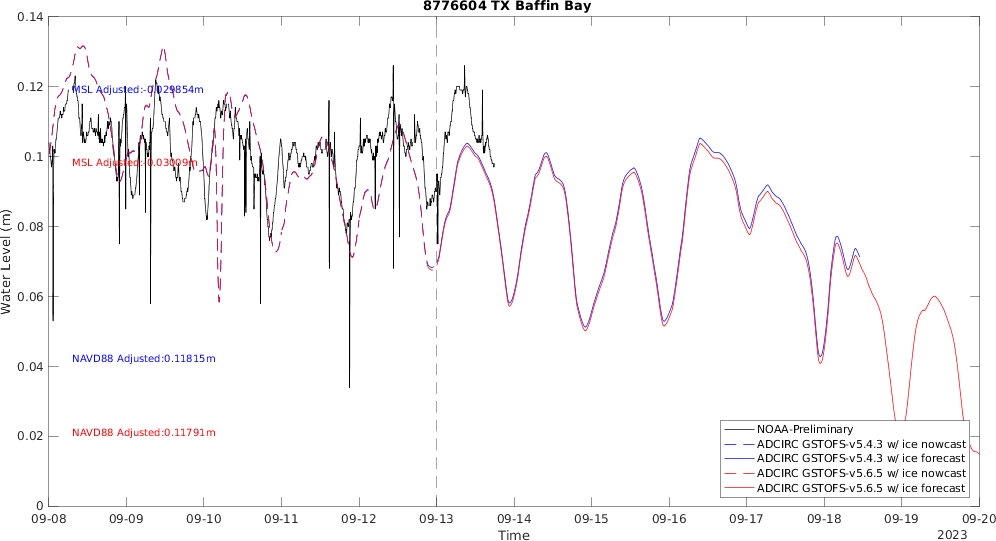 8776604 TX Baffin Bay
Water Level (m)
0.14
0.12
0.1
0.08
0.06
0.04
0.02
0
MSL Adjusted:-0.029854m
MSL Adjusted:-0.03009m
NAVD88 Adjusted:0.11815m
NAVD88 Adjusted:0.11791m
NOAA-Preliminary
ADCIRC GSTOFS-v5.4.3 w/ ice nowcast
ADCIRC GSTOFS-v5.4.3 w/ ice forecast
ADCIRC GSTOFS-v5.6.5 w/ ice nowcast
ADCIRC GSTOFS-v5.6.5 w/ ice forecast
09-08 09-09 09-10 09-11 09-12 09-13 09-14 09-15 09-16 09-17 09-18 09-19 09-20
Time
2023